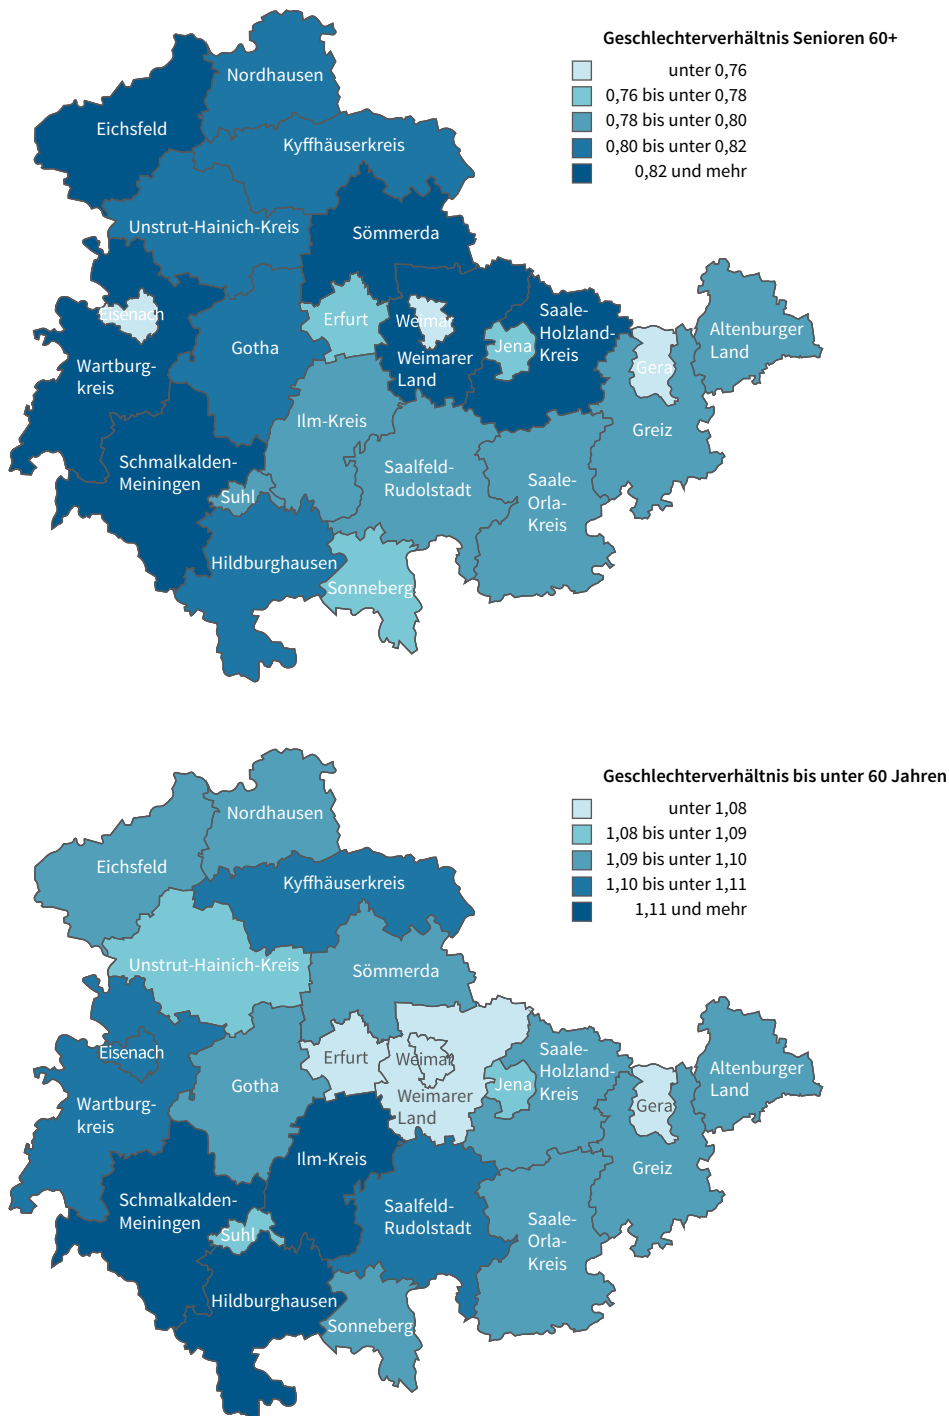 Geschlechterverhältnis Senioren 60+
unter 0,76
0,76 bis unter 0,78
0,78 bis unter 0,80
0,80 bis unter 0,82
0,82 und mehr
Nordhausen
Eichsfeld
Kyffhäuserkreis
Unstrut-Hainich-Kreis
Sömmerda
Eisenach
Erfurt
Weimar
Saale-
Holzland-
Kreis
Jena
Altenburger
Land
Gotha
Weimarer
Land
Wartburg-
kreis
Gera
Ilm-Kreis
Greiz
Schmalkalden-
Meiningen
Saalfeld-
Rudolstadt
Suhl
Saale-
Orla-
Kreis
Hildburghausen
Sonneberg
Geschlechterverhältnis bis unter 60 Jahren
unter 1,08
1,08 bis unter 1,09
1,09 bis unter 1,10
1,10 bis unter 1,11
1,11 und mehr
Nordhausen
Eichsfeld
Kyffhäuserkreis
Unstrut-Hainich-Kreis
Sömmerda
Eisenach
Erfurt
Weimar
Saale-
Holzland-
Kreis
Jena
Altenburger
Land
Gotha
Weimarer
Land
Wartburg-
kreis
Gera
Ilm-Kreis
Greiz
Schmalkalden-
Meiningen
Saalfeld-
Rudolstadt
Suhl
Saale-
Orla-
Kreis
Hildburghausen
Sonneberg